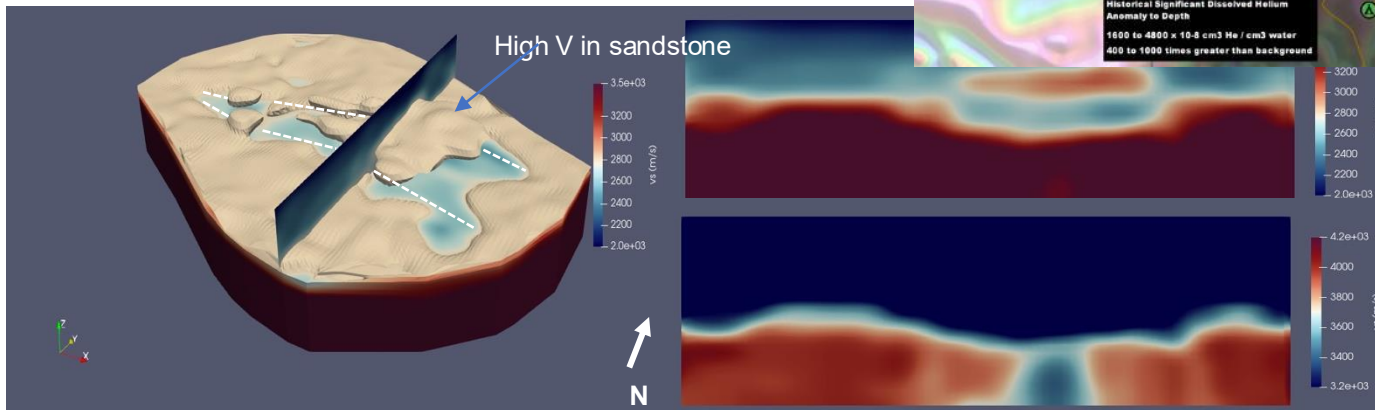 High V in sandstone
Historical Significant Dissolved Helium
Anomaly to Depth
1600 to 4800 x 10-8 cm3 He / cm3 water
400 to 1000 times greater than background
3.5e+03
3200
3000
2800
2600
2400
2200
2.0e+03
vs (m/s)
3200
3000
2800
2600
2400
2200
2.0e+03
4.2e+03
4000
3800
3600
3400
3.2e+03
Z
Y
X
N